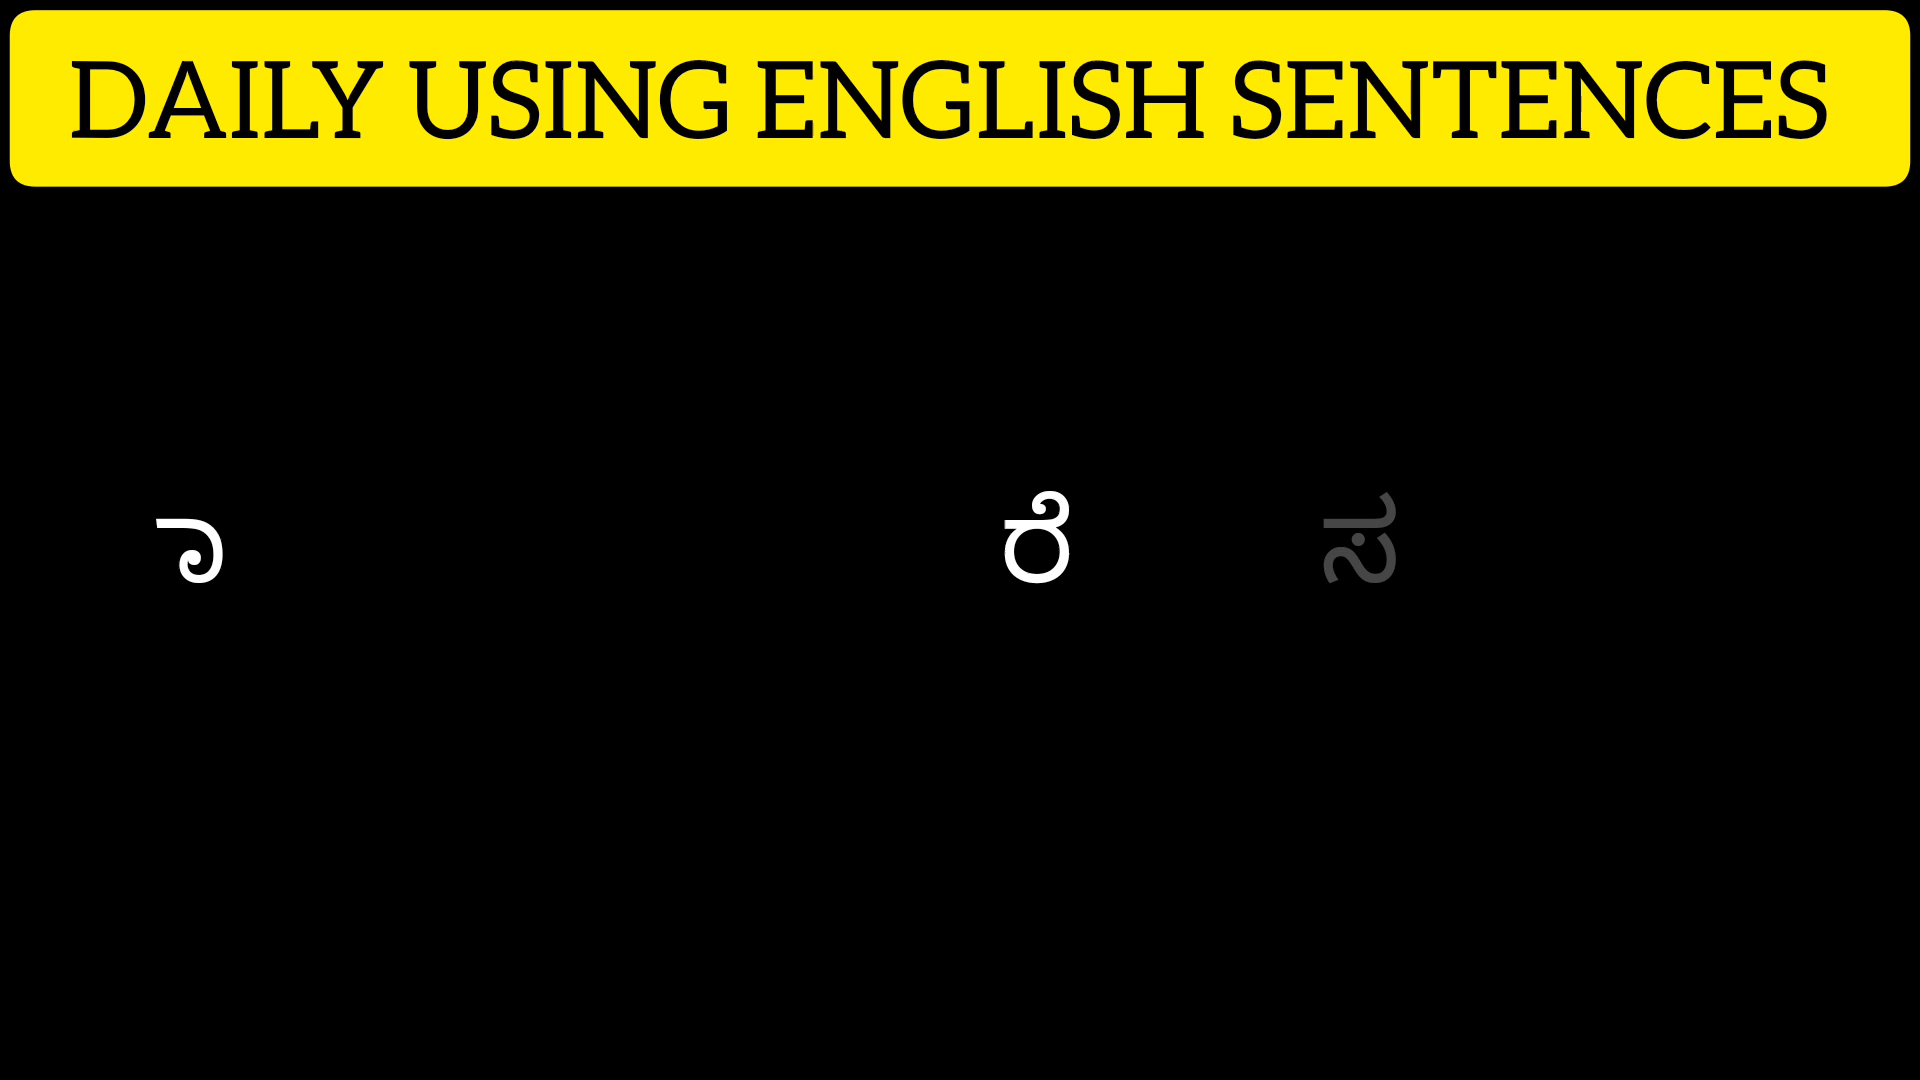 DAILY USING ENGLISH SENTENCES
ರೆ ಸ